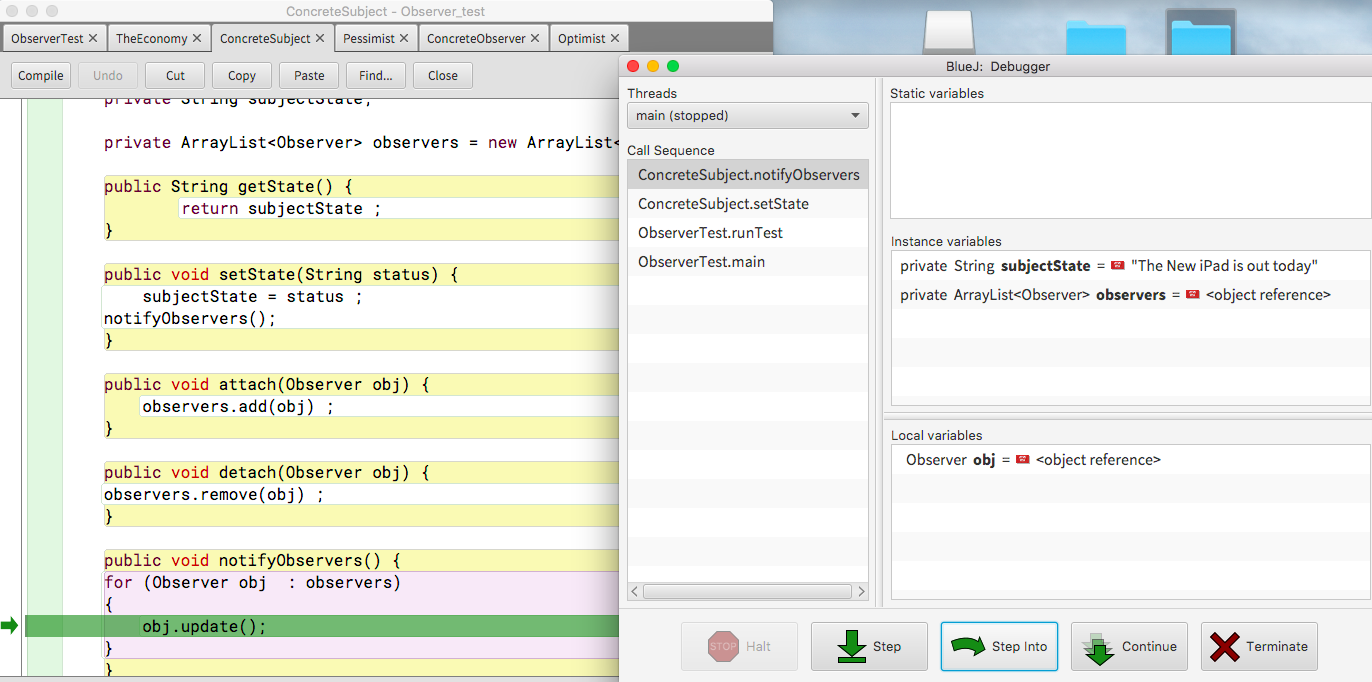 ConcreteSubject - Observer_test
ObserverTest ✕ TheEconomy ✕ ConcreteSubject ✕ Pessimist ✕ ConcreteObserver ✕ Optimist ✕
Compile Undo Cut Copy Paste Find... Close
private String subjectState;
private ArrayList<Observer> observers = new ArrayList<
public String getState() {
return subjectState ;
}
public void setState(String status) {
subjectState = status ;
notifyObservers();
}
public void attach(Observer obj) {
observers.add(obj) ;
}
public void detach(Observer obj) {
observers.remove(obj) ;
}
public void notifyObservers() {
for (Observer obj  : observers)
{
obj.update();
}
}
BlueJ: Debugger
Threads
main (stopped)
Call Sequence
ConcreteSubject.notifyObservers
ConcreteSubject.setState
ObserverTest.runTest
ObserverTest.main
Static variables
Instance variables
private String subjectState = "The New iPad is out today"
private ArrayList<Observer> observers = <object reference>
Local variables
Observer obj = <object reference>
STOP Halt Step Step Into Continue Terminate